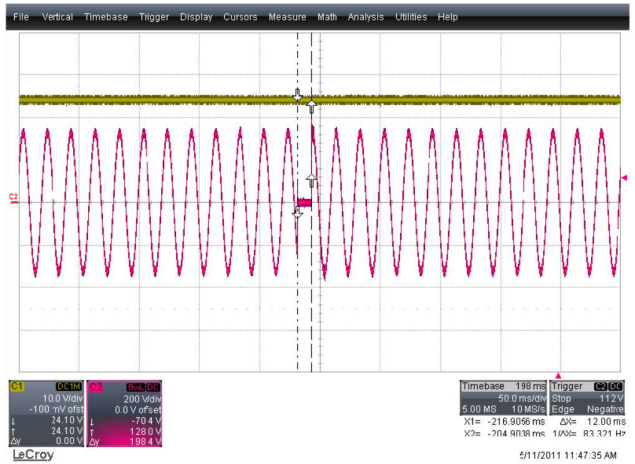 File Vertical Timebase Trigger Display Cursors Measure Math Analysis Utilities Help
C2
C1 DC1M
10.0 V/div
-100 mV ofst
↓ 24.10 V
↑ 24.10 V
Δy 0.00 V
C2 BwL DC
200 V/div
0.0 V ofset
↓ -70.4 V
↑ 128.0 V
Δy 198.4 V
Timebase 198 ms
50.0 ms/div
5.00 MS 10 MS/s
Trigger C2 DC
Stop 112 V
Edge Negative
X1= -216.9056 ms ΔX= 12.00 ms
X2= -204.9038 ms 1/ΔX= 83.321 Hz
LeCroy
5/11/2011 11:47:35 AM